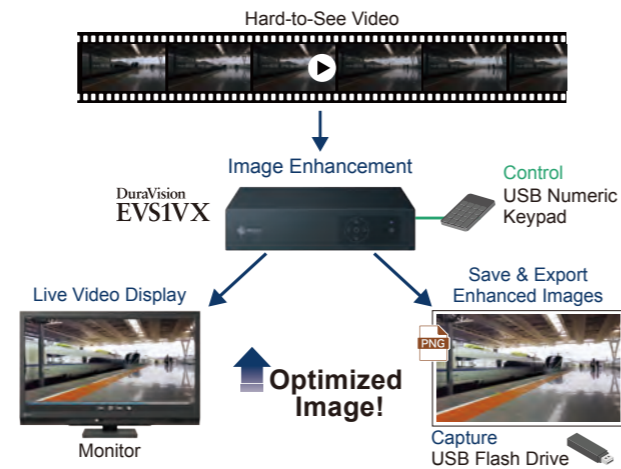 Hard-to-See Video
Image Enhancement
DuraVision
EVS1VX
Control
USB Numeric
Keypad
Live Video Display
Save & Export
Enhanced Images
PNG
Optimized
Image!
Monitor
Capture
USB Flash Drive